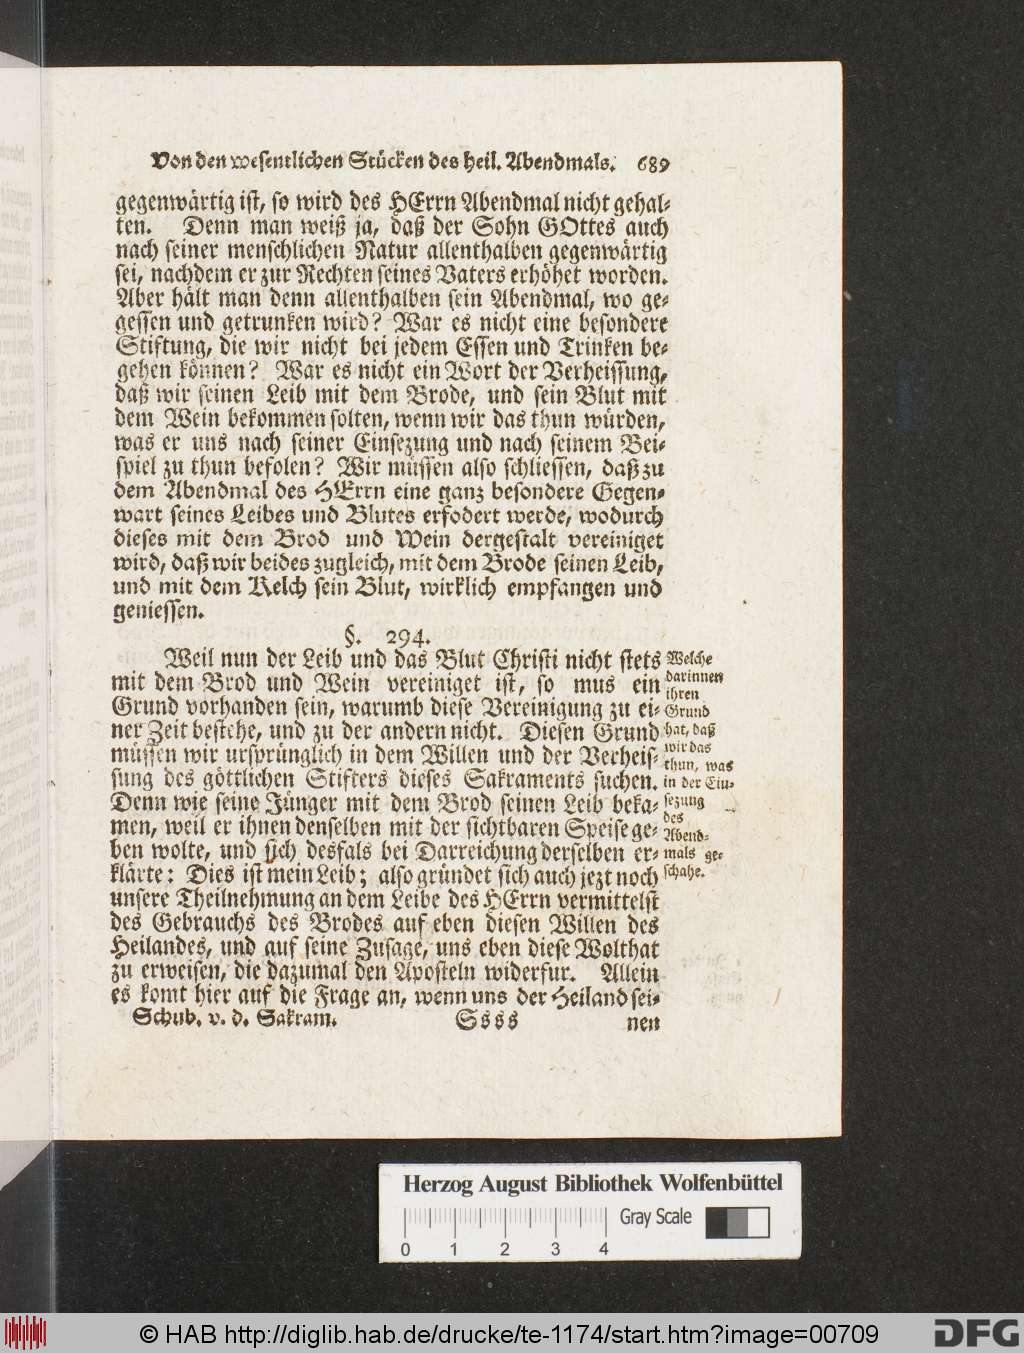 Von den wesentlichen Stücken des heil. Abendmals. 689
gegenwärtig ist, so wird des HErrn Abendmal nicht gehal-
ten. Denn man weiß ja, daß der Sohn GOttes auch
nach seiner menschlichen Natur allenthalben gegenwärtig
sei, nachdem er zur Rechten seines Vaters erhöhet worden.
Aber hält man denn allenthalben sein Abendmal, wo ge-
gessen und getrunken wird? War es nicht eine besondere
Stiftung, die wir nicht bei jedem Essen und Trinken be-
gehen können? War es nicht ein Wort der Verheissung,
daß wir seinen Leib mit dem Brode, und sein Blut mit
dem Wein bekommen solten, wenn wir das thun würden,
was er uns nach seiner Einsezung und nach seinem Bei-
spiel zu thun befolen? Wir müssen also schliessen, daß zu
dem Abendmal des HErrn eine ganz besondere Gegen-
wart seines Leibes und Blutes erfodert werde, wodurch
dieses mit dem Brod und Wein dergestalt vereiniget
wird, daß wir beides zugleich, mit dem Brode seinen Leib,
und mit dem Kelch sein Blut, wirklich empfangen und
geniessen.
§. 294.
Weil nun der Leib und das Blut Christi nicht stets
mit dem Brod und Wein vereiniget ist, so mus ein
Grund vorhanden sein, warumb diese Vereinigung zu ei-
ner Zeit bestehe, und zu der andern nicht. Diesen Grund
müssen wir ursprünglich in dem Willen und der Verheis-
sung des göttlichen Stifters dieses Sakraments suchen.
Denn wie seine Jünger mit dem Brod seinen Leib beka-
men, weil er ihnen denselben mit der sichtbaren Speise ge-
ben wolte, und sich desfals bei Darreichung derselben er-
klärte: Dies ist mein Leib; also gründet sich auch jezt noch
unsere Theilnehmung an dem Leibe des HErrn vermittelst
des Gebrauchs des Brodes auf eben diesen Willen des
Heilandes, und auf seine Zusage, uns eben diese Wolthat
zu erweisen, die dazumal den Aposteln widerfur. Allein
es komt hier auf die Frage an, wenn uns der Heiland sei-
Schub. v. d. Sakram. Ssss nen
Welche
darinnen
ihren
Grund
hat, daß
wir das
thun, was
in der Ein-
sezung
des
Abend-
mals ge-
schahe.
Herzog August Bibliothek Wolfenbüttel
Gray Scale
0 1 2 3 4
© HAB http://diglib.hab.de/drucke/te-1174/start.htm?image=00709
DFG